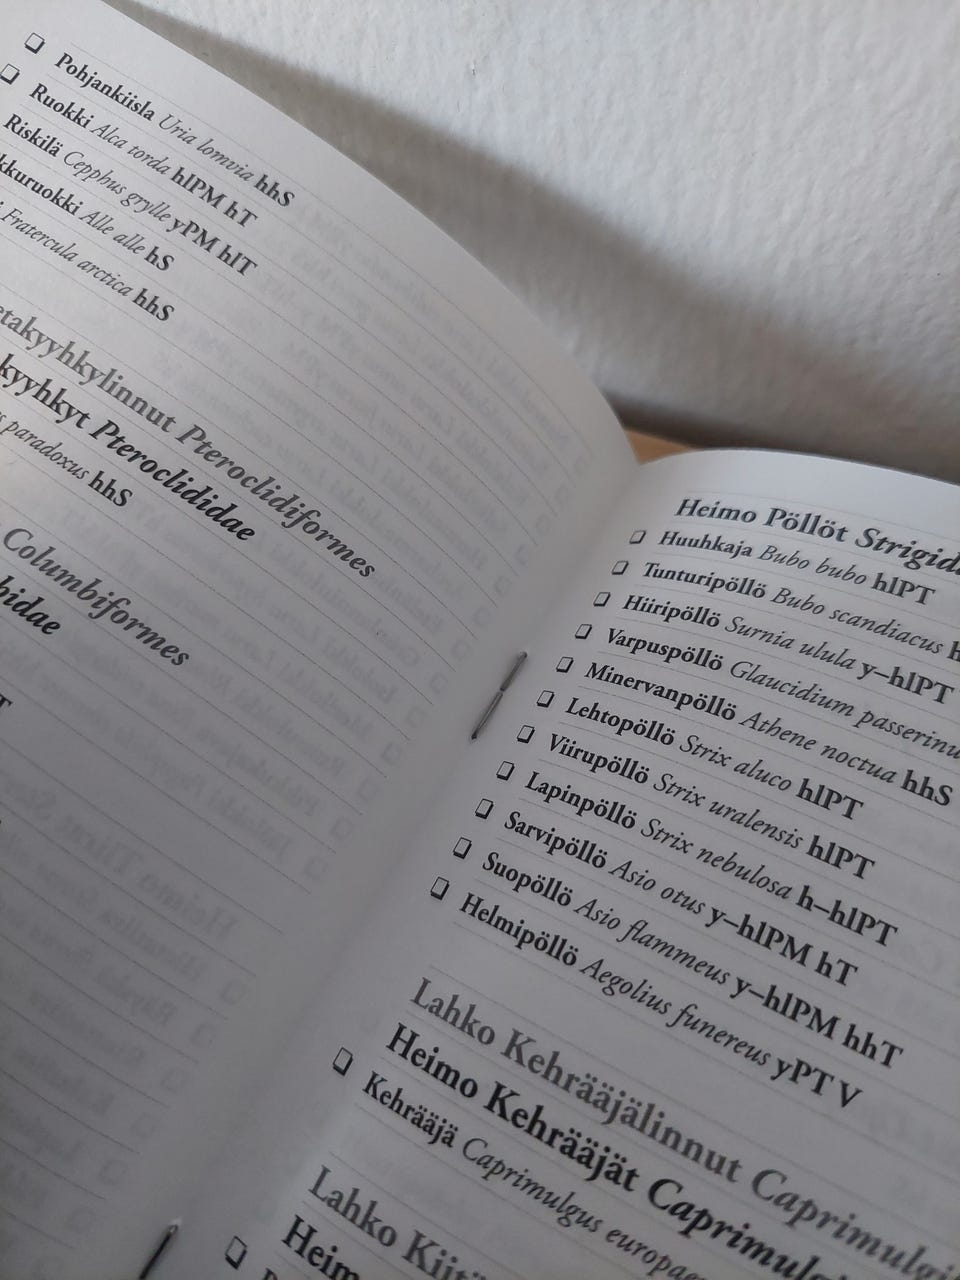 Pohjankiisla Uria lomvia hhS
Ruokki Alca torda hlPM hT
Riskilä Cepphus grylle yPM hlT
kkuruokki Alle alle hS
i Fratercula arctica hhS
etakyyhkylinnut Pteroclidiformes
kyyhkyt Pteroclididae
paradoxus hhS
Columbiformes
bidae
T
Heimo Pöllöt Strigida
Huuhkaja Bubo bubo hlPT
Tunturipöllö Bubo scandiacus h
Hiiripöllö Surnia ulula y–hlPT
Varpuspöllö Glaucidium passerinu
Minervanpöllö Athene noctua hhS
Lehtopöllö Strix aluco hlPT
Viirupöllö Strix uralensis hlPT
Lapinpöllö Strix nebulosa h–hlPT
Sarvipöllö Asio otus y–hlPM hT
Suopöllö Asio flammeus y–hlPM hhT
Helmipöllö Aegolius funereus yPT V
Lahko Kehrääjälinnut Caprimulgi
Heimo Kehrääjät Caprimulg
Kehrääjä Caprimulgus europae
Lahko Kiit
Heim